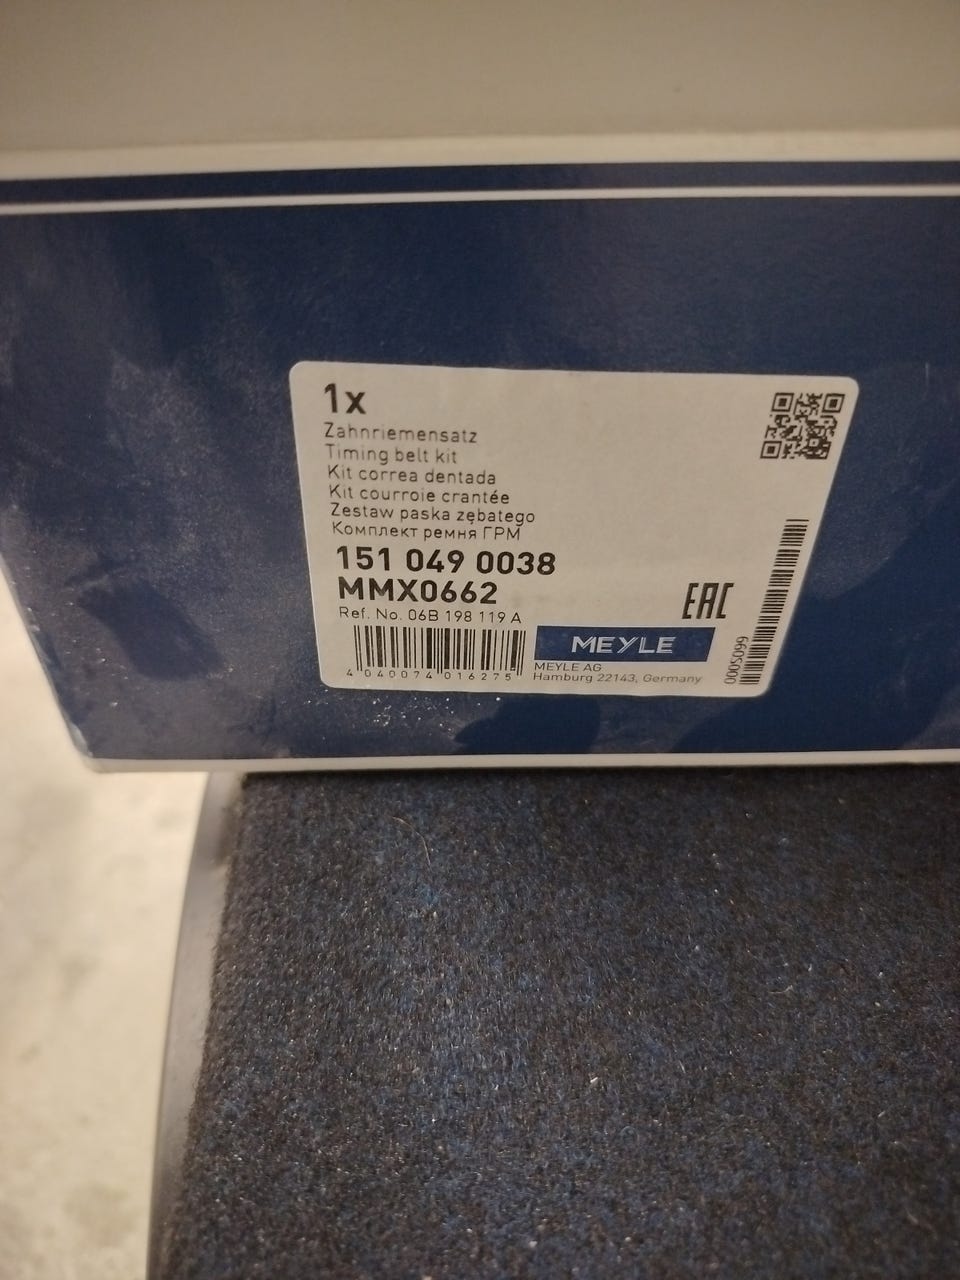 1x
Zahnriemensatz
Timing belt kit
Kit correa dentada
Kit courroie crantée
Zestaw paska zębatego
Комплект ремня ГРМ
151 049 0038
MMX0662
Ref. No. 06B 198 119 A
4 040074 016275
EAC
MEYLE
MEYLE AG
Hamburg 22143, Germany
0005099